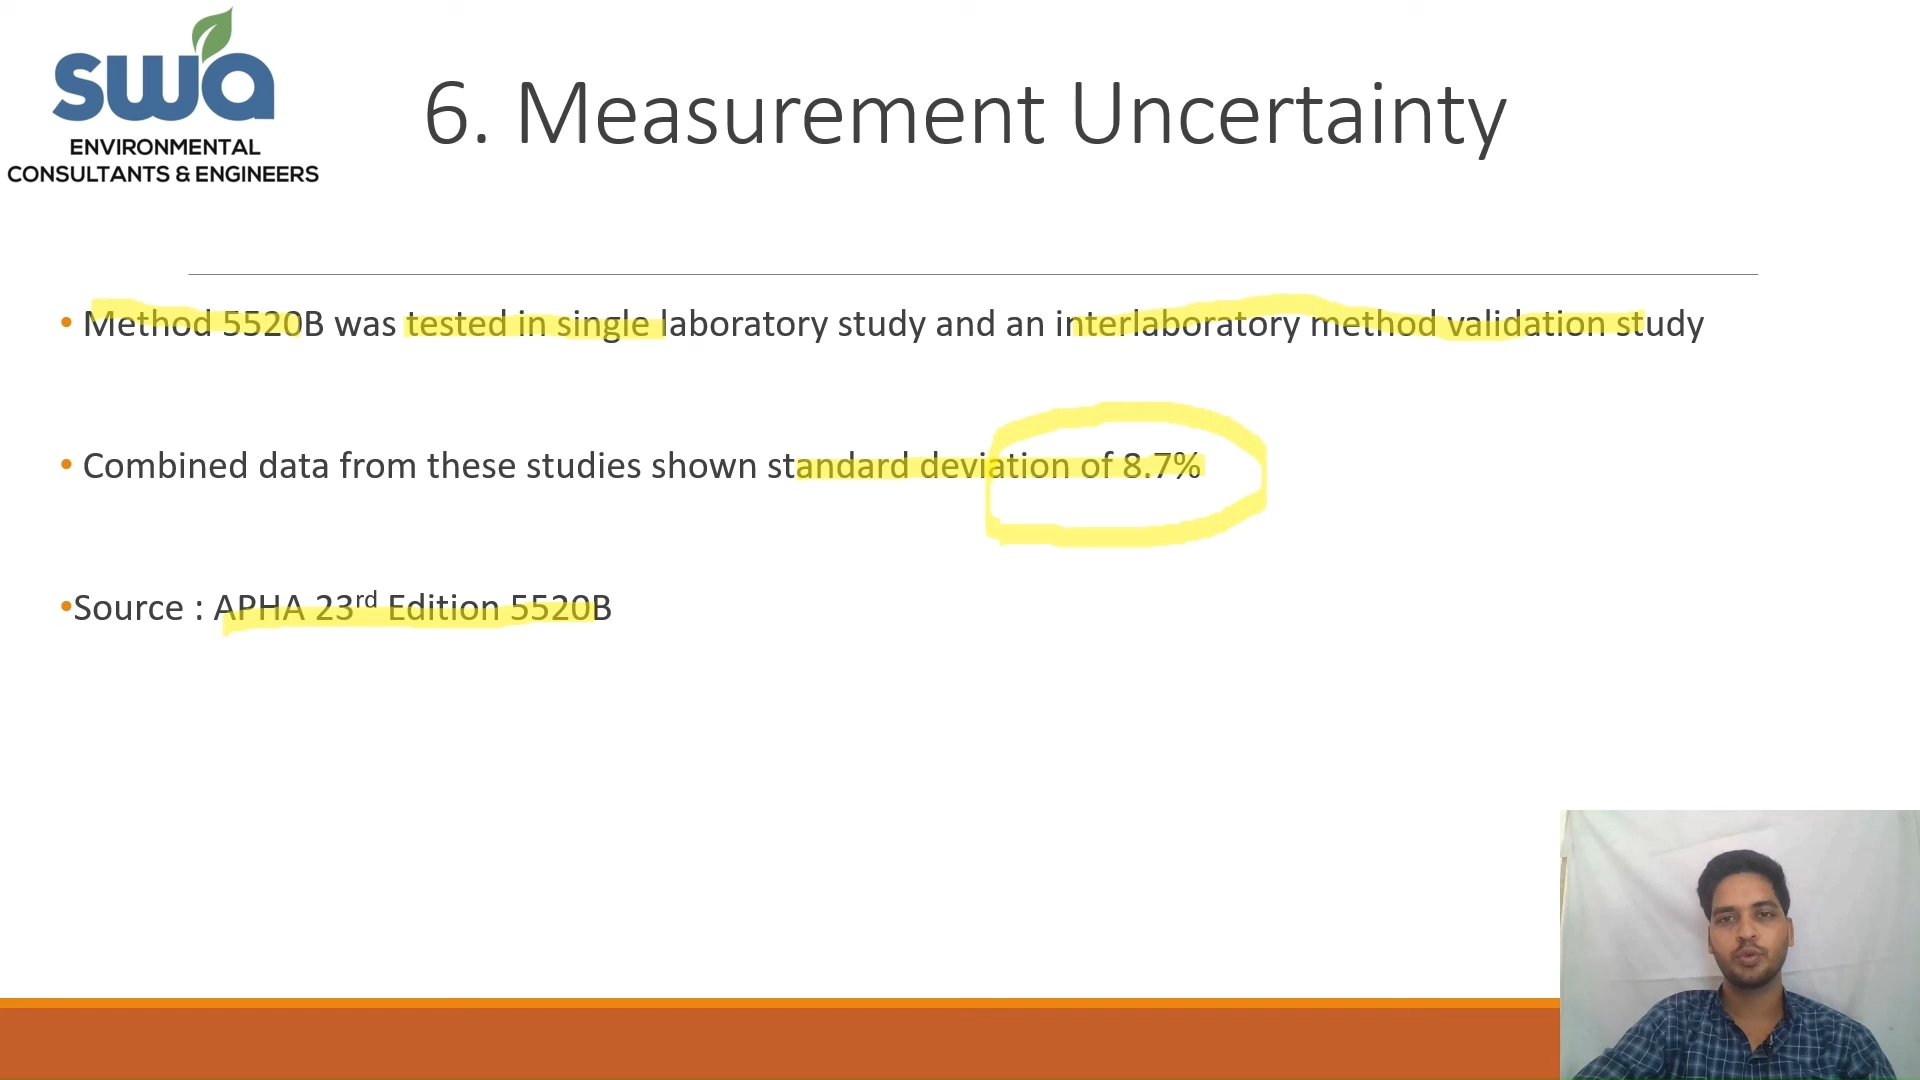 swa
ENVIRONMENTAL
CONSULTANTS & ENGINEERS
6. Measurement Uncertainty
• Method 5520B was tested in single laboratory study and an interlaboratory method validation study
• Combined data from these studies shown standard deviation of 8.7%
•Source : APHA 23rd Edition 5520B